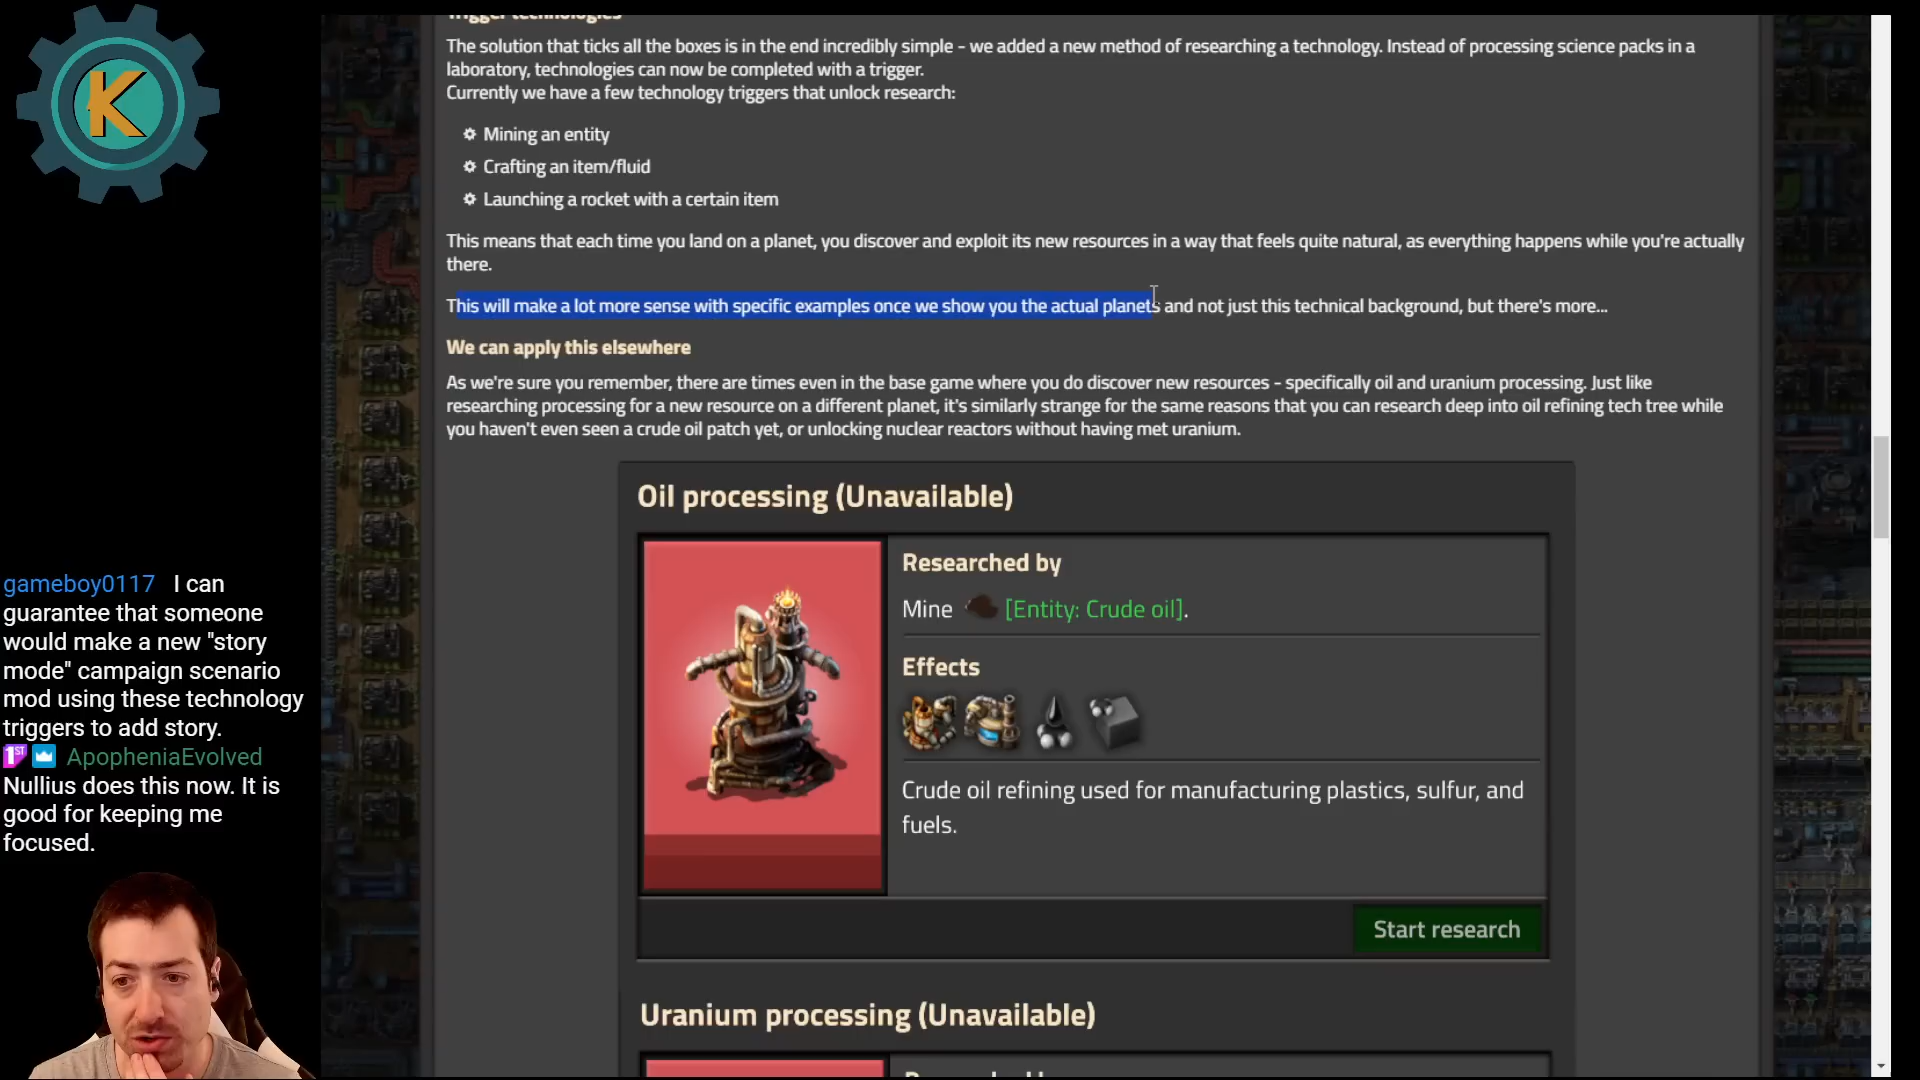 Trigger technologies
The solution that ticks all the boxes is in the end incredibly simple - we added a new method of researching a technology. Instead of processing science packs in a
laboratory, technologies can now be completed with a trigger.
Currently we have a few technology triggers that unlock research:
Mining an entity
Crafting an item/fluid
Launching a rocket with a certain item
This means that each time you land on a planet, you discover and exploit its new resources in a way that feels quite natural, as everything happens while you're actually
there.
This will make a lot more sense with specific examples once we show you the actual planets and not just this technical background, but there's more...
We can apply this elsewhere
As we're sure you remember, there are times even in the base game where you do discover new resources - specifically oil and uranium processing. Just like
researching processing for a new resource on a different planet, it's similarly strange for the same reasons that you can research deep into oil refining tech tree while
you haven't even seen a crude oil patch yet, or unlocking nuclear reactors without having met uranium.
Oil processing (Unavailable)
Researched by
Mine [Entity: Crude oil].
Effects
Crude oil refining used for manufacturing plastics, sulfur, and
fuels.
Start research
Uranium processing (Unavailable)
Researched by
K
gameboy0117 I can
guarantee that someone
would make a new "story
mode" campaign scenario
mod using these technology
triggers to add story.
1ST ApopheniaEvolved
Nullius does this now. It is
good for keeping me
focused.